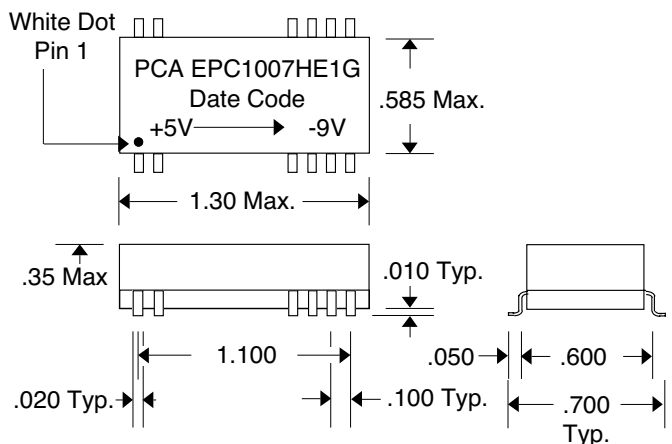 White Dot
Pin 1
PCA EPC1007HE1G
Date Code
+5V -9V
.585 Max.
1.30 Max.
.35 Max
.010 Typ.
1.100
.050
.600
.020 Typ.
.100 Typ.
.700
Typ.